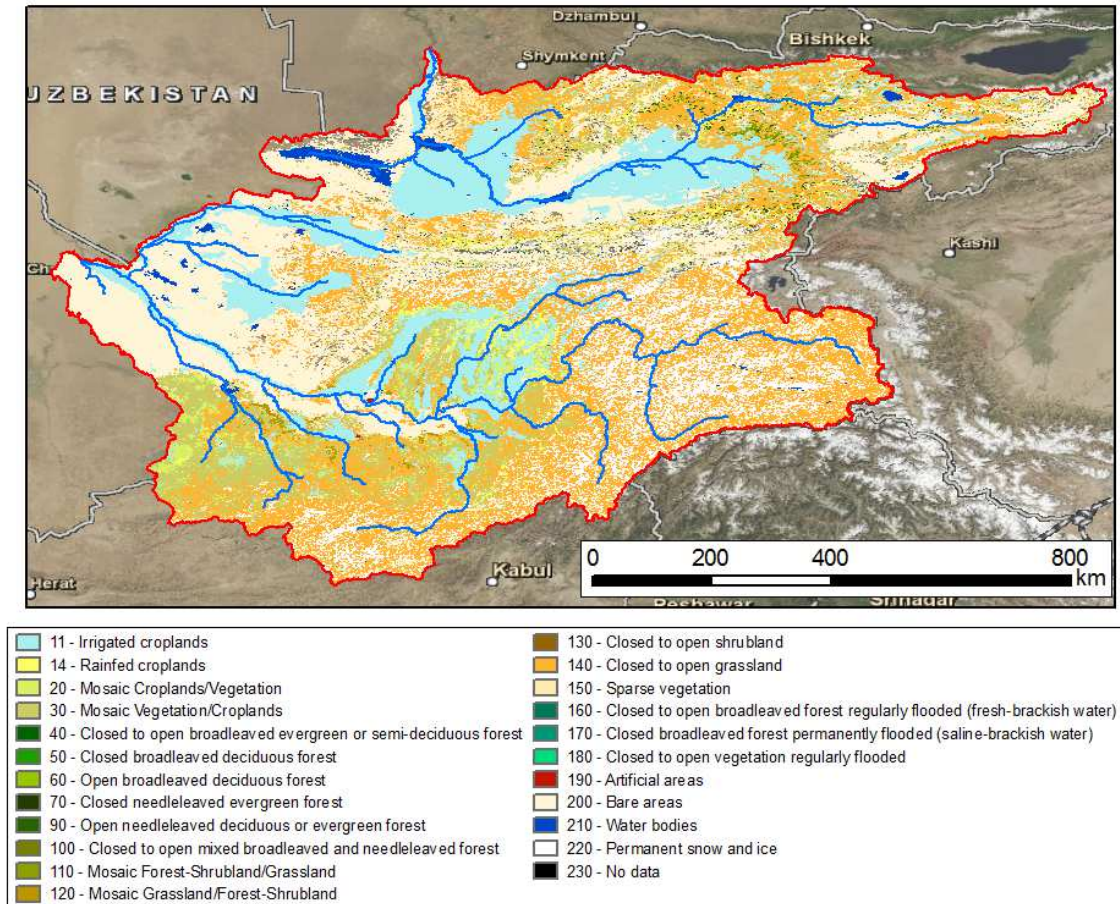 Dzhambul
Bishkek
Shymkent
UZBEKISTAN
Kashi
Ch
Herat
Kabul
Peshawar
Srinagar
0 200 400 800
km
11 - Irrigated croplands
14 - Rainfed croplands
20 - Mosaic Croplands/Vegetation
30 - Mosaic Vegetation/Croplands
40 - Closed to open broadleaved evergreen or semi-deciduous forest
50 - Closed broadleaved deciduous forest
60 - Open broadleaved deciduous forest
70 - Closed needleleaved evergreen forest
90 - Open needleleaved deciduous or evergreen forest
100 - Closed to open mixed broadleaved and needleleaved forest
110 - Mosaic Forest-Shrubland/Grassland
120 - Mosaic Grassland/Forest-Shrubland
130 - Closed to open shrubland
140 - Closed to open grassland
150 - Sparse vegetation
160 - Closed to open broadleaved forest regularly flooded (fresh-brackish water)
170 - Closed broadleaved forest permanently flooded (saline-brackish water)
180 - Closed to open vegetation regularly flooded
190 - Artificial areas
200 - Bare areas
210 - Water bodies
220 - Permanent snow and ice
230 - No data